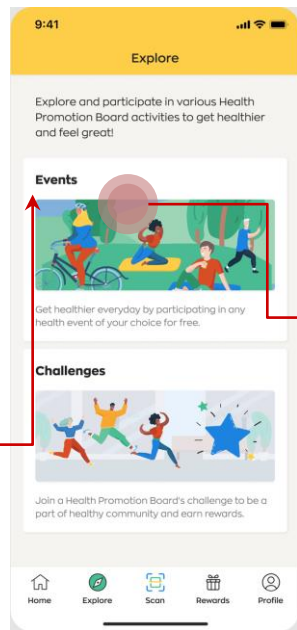 9:41
Explore
Explore and participate in various Health
Promotion Board activities to get healthier
and feel great!
Events
Get healthier everyday by participating in any
health event of your choice for free.
Challenges
Join a Health Promotion Board's challenge to be a
part of healthy community and earn rewards.
Home Explore Scan Rewards Profile